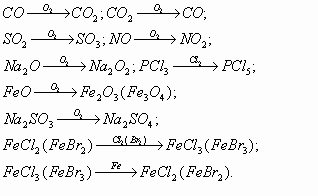 CO —O₂→ CO₂; CO₂ —O₂→ CO;
SO₂ —O₂→ SO₃; NO —O₂→ NO₂;
Na₂O —O₂→ Na₂O₂; PCl₃ —Cl₂→ PCl₅;
FeO —O₂→ Fe₂O₃(Fe₃O₄);
Na₂SO₃ —O₂→ Na₂SO₄;
FeCl₂(FeBr₂) —Cl₂(Br₂)→ FeCl₃(FeBr₃);
FeCl₃(FeBr₃) —Fe→ FeCl₂(FeBr₂).